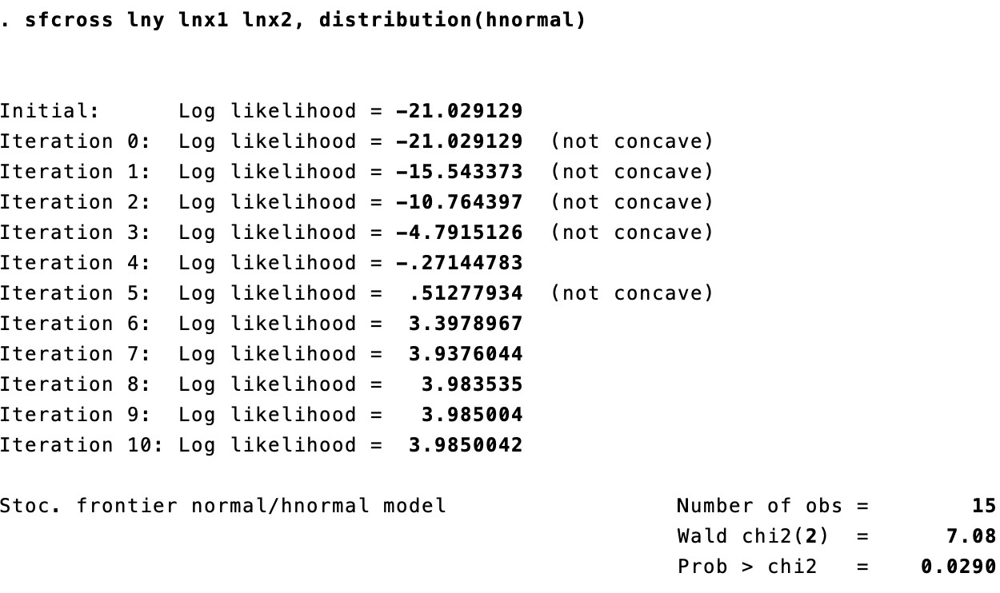 . sfcross lny lnx1 lnx2, distribution(hnormal)
Initial:      Log likelihood = -21.029129
Iteration 0:  Log likelihood = -21.029129  (not concave)
Iteration 1:  Log likelihood = -15.543373  (not concave)
Iteration 2:  Log likelihood = -10.764397  (not concave)
Iteration 3:  Log likelihood = -4.7915126  (not concave)
Iteration 4:  Log likelihood = -.27144783
Iteration 5:  Log likelihood =  .51277934  (not concave)
Iteration 6:  Log likelihood =  3.3978967
Iteration 7:  Log likelihood =  3.9376044
Iteration 8:  Log likelihood =   3.983535
Iteration 9:  Log likelihood =   3.985004
Iteration 10: Log likelihood =  3.9850042
Stoc. frontier normal/hnormal model                  Number of obs =        15
Wald chi2(2)  =      7.08
Prob > chi2   =    0.0290